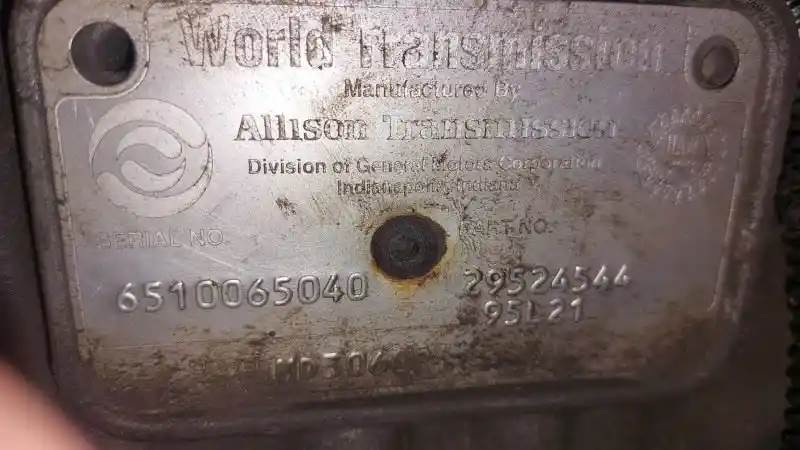 World Transmission
Manufactured By
Allison Transmission
Division of General Motors Corporation
Indianapolis, Indiana
SERIAL NO.
PART NO.
6510065040
29524544
95L21
MD3060